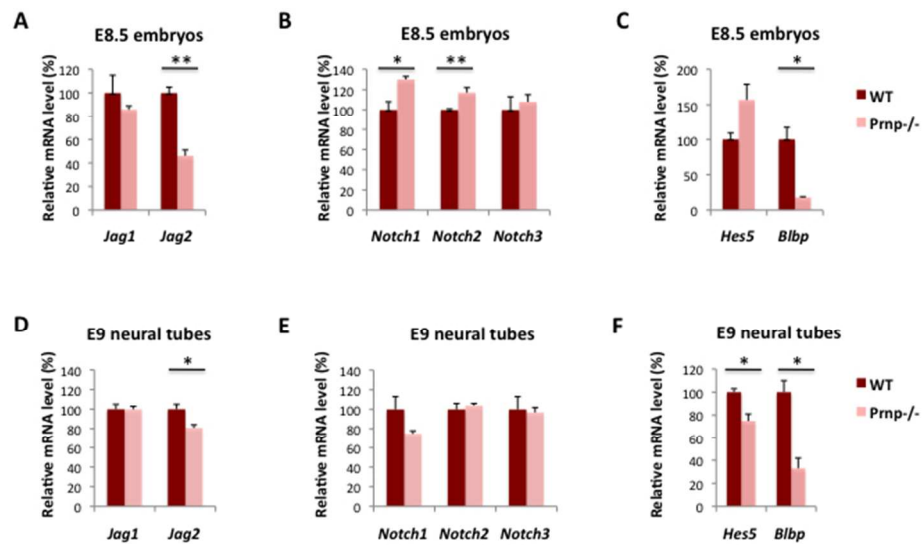 A
E8.5 embryos
Relative mRNA level (%)
120
100
80
60
40
20
0
**
Jag1 Jag2
B
E8.5 embryos
Relative mRNA level (%)
140
120
100
80
60
40
20
0
* **
Notch1 Notch2 Notch3
C
E8.5 embryos
Relative mRNA level (%)
200
150
100
50
0
*
Hes5 Blbp
WT
Prnp-/-
D
E9 neural tubes
Relative mRNA level (%)
140
120
100
80
60
40
20
0
*
Jag1 Jag2
E
E9 neural tubes
Relative mRNA level (%)
140
120
100
80
60
40
20
0
Notch1 Notch2 Notch3
F
E9 neural tubes
Relative mRNA level (%)
120
100
80
60
40
20
0
* *
Hes5 Blbp
WT
Prnp-/-